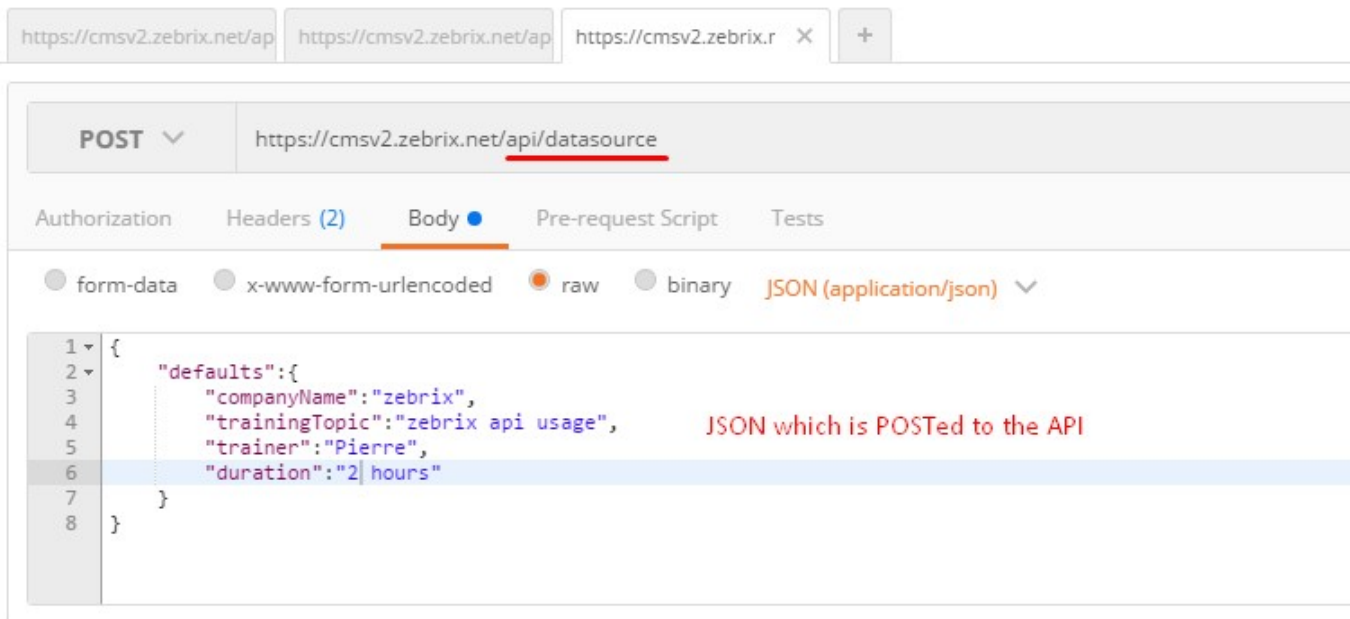 https://cmsv2.zebrix.net/ap https://cmsv2.zebrix.net/ap https://cmsv2.zebrix.r × +
POST https://cmsv2.zebrix.net/api/datasource
Authorization Headers (2) Body Pre-request Script Tests
form-data x-www-form-urlencoded raw binary JSON (application/json)
1 {
2 "defaults":{
3 "companyName":"zebrix",
4 "trainingTopic":"zebrix api usage", JSON which is POSTed to the API
5 "trainer":"Pierre",
6 "duration":"2 hours"
7 }
8 }